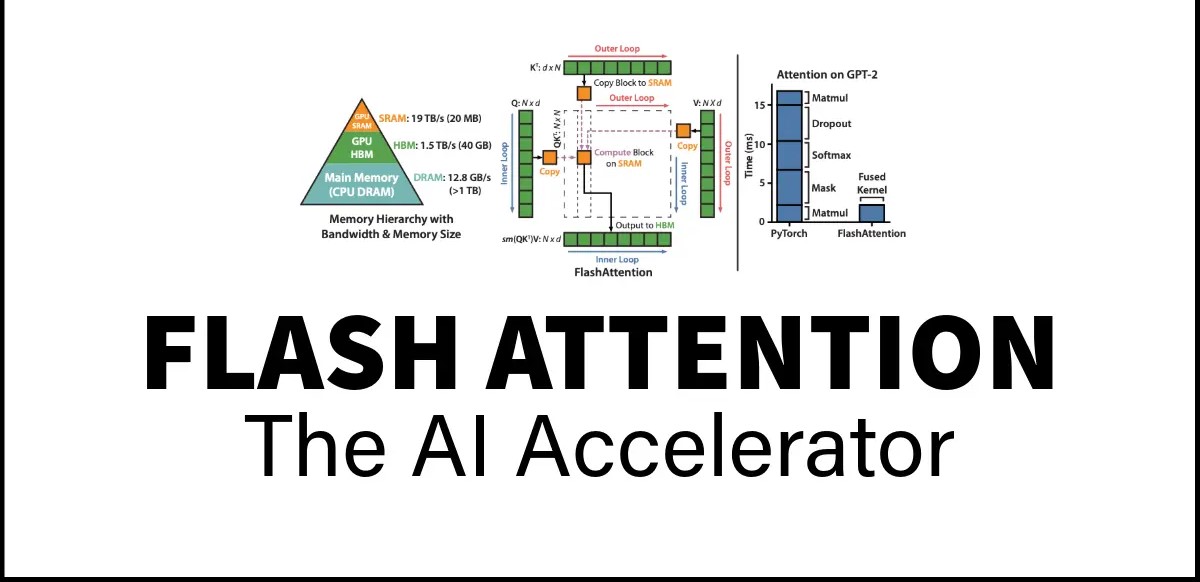 GPU
SRAM
SRAM: 19 TB/s (20 MB)
GPU
HBM
HBM: 1.5 TB/s (40 GB)
Main Memory
(CPU DRAM)
DRAM: 12.8 GB/s
(>1 TB)
Memory Hierarchy with
Bandwidth & Memory Size
Outer Loop
Kᵀ: d x N
Copy Block to SRAM
Outer Loop
Q: N x d
V: N X d
QKᵀ: N x N
Copy
Compute Block
on SRAM
Copy
Inner Loop
Inner Loop
Outer Loop
Output to HBM
sm(QKᵀ)V: N x d
Inner Loop
FlashAttention
Attention on GPT-2
Time (ms)
15
10
5
0
Matmul
Dropout
Softmax
Mask
Matmul
Fused
Kernel
PyTorch
FlashAttention
FLASH ATTENTION
The AI Accelerator